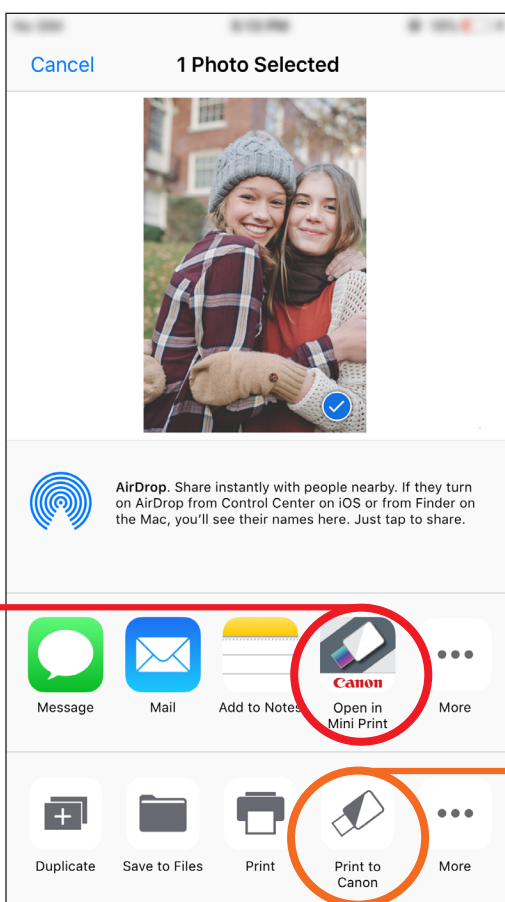 Cancel 1 Photo Selected
AirDrop. Share instantly with people nearby. If they turn
on AirDrop from Control Center on iOS or from Finder on
the Mac, you'll see their names here. Just tap to share.
Canon
Message Mail Add to Notes Open in More
Mini Print
Duplicate Save to Files Print Print to More
Canon